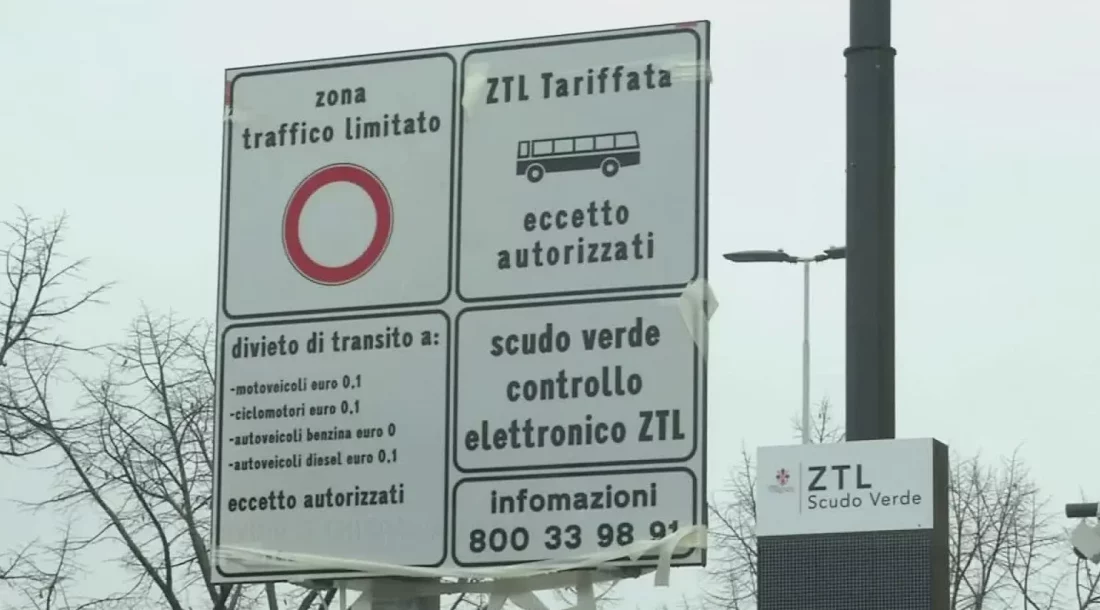 zona
traffico limitato
ZTL Tariffata
eccetto
autorizzati
divieto di transito a:
-motoveicoli euro 0,1
-ciclomotori euro 0,1
-autoveicoli benzina euro 0
-autoveicoli diesel euro 0,1
eccetto autorizzati
scudo verde
controllo
elettronico ZTL
infomazioni
800 33 98 91
ZTL
Scudo Verde